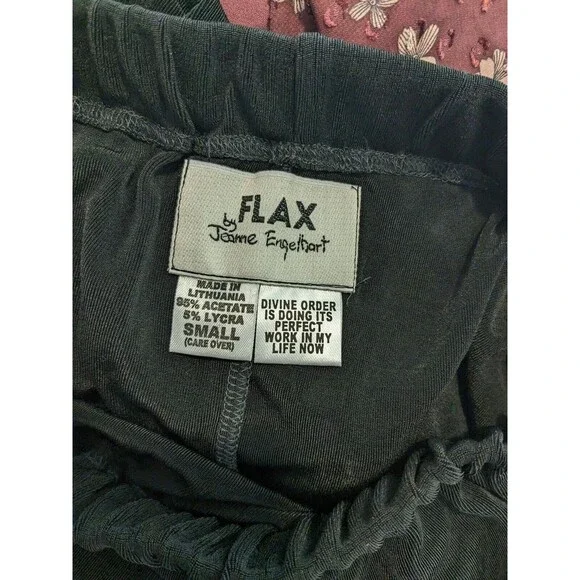 FLAX
by
Jeanne Engelhart
MADE IN
LITHUANIA
95% ACETATE
5% LYCRA
SMALL
(CARE OVER)
DIVINE ORDER
IS DOING ITS
PERFECT
WORK IN MY
LIFE NOW